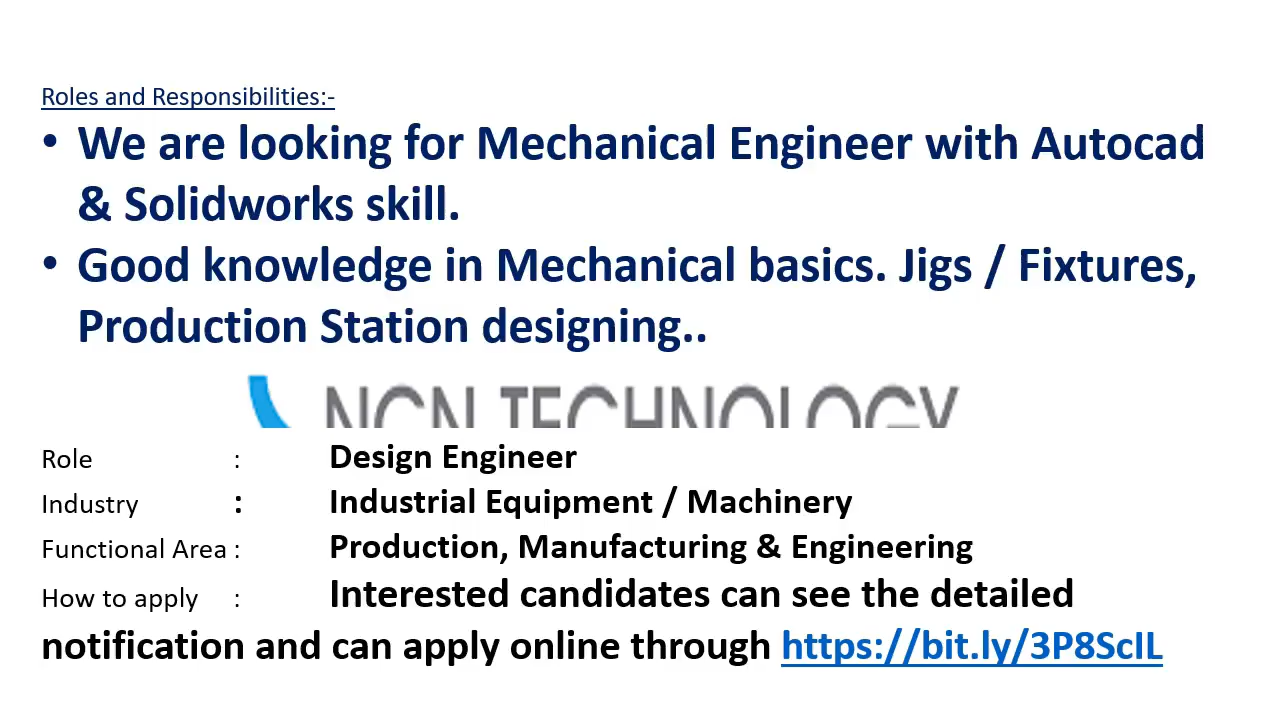 Roles and Responsibilities:-
• We are looking for Mechanical Engineer with Autocad
& Solidworks skill.
• Good knowledge in Mechanical basics. Jigs / Fixtures,
Production Station designing..
NCN TECHNOLOGY
Role : Design Engineer
Industry : Industrial Equipment / Machinery
Functional Area : Production, Manufacturing & Engineering
How to apply : Interested candidates can see the detailed
notification and can apply online through https://bit.ly/3P8ScIL